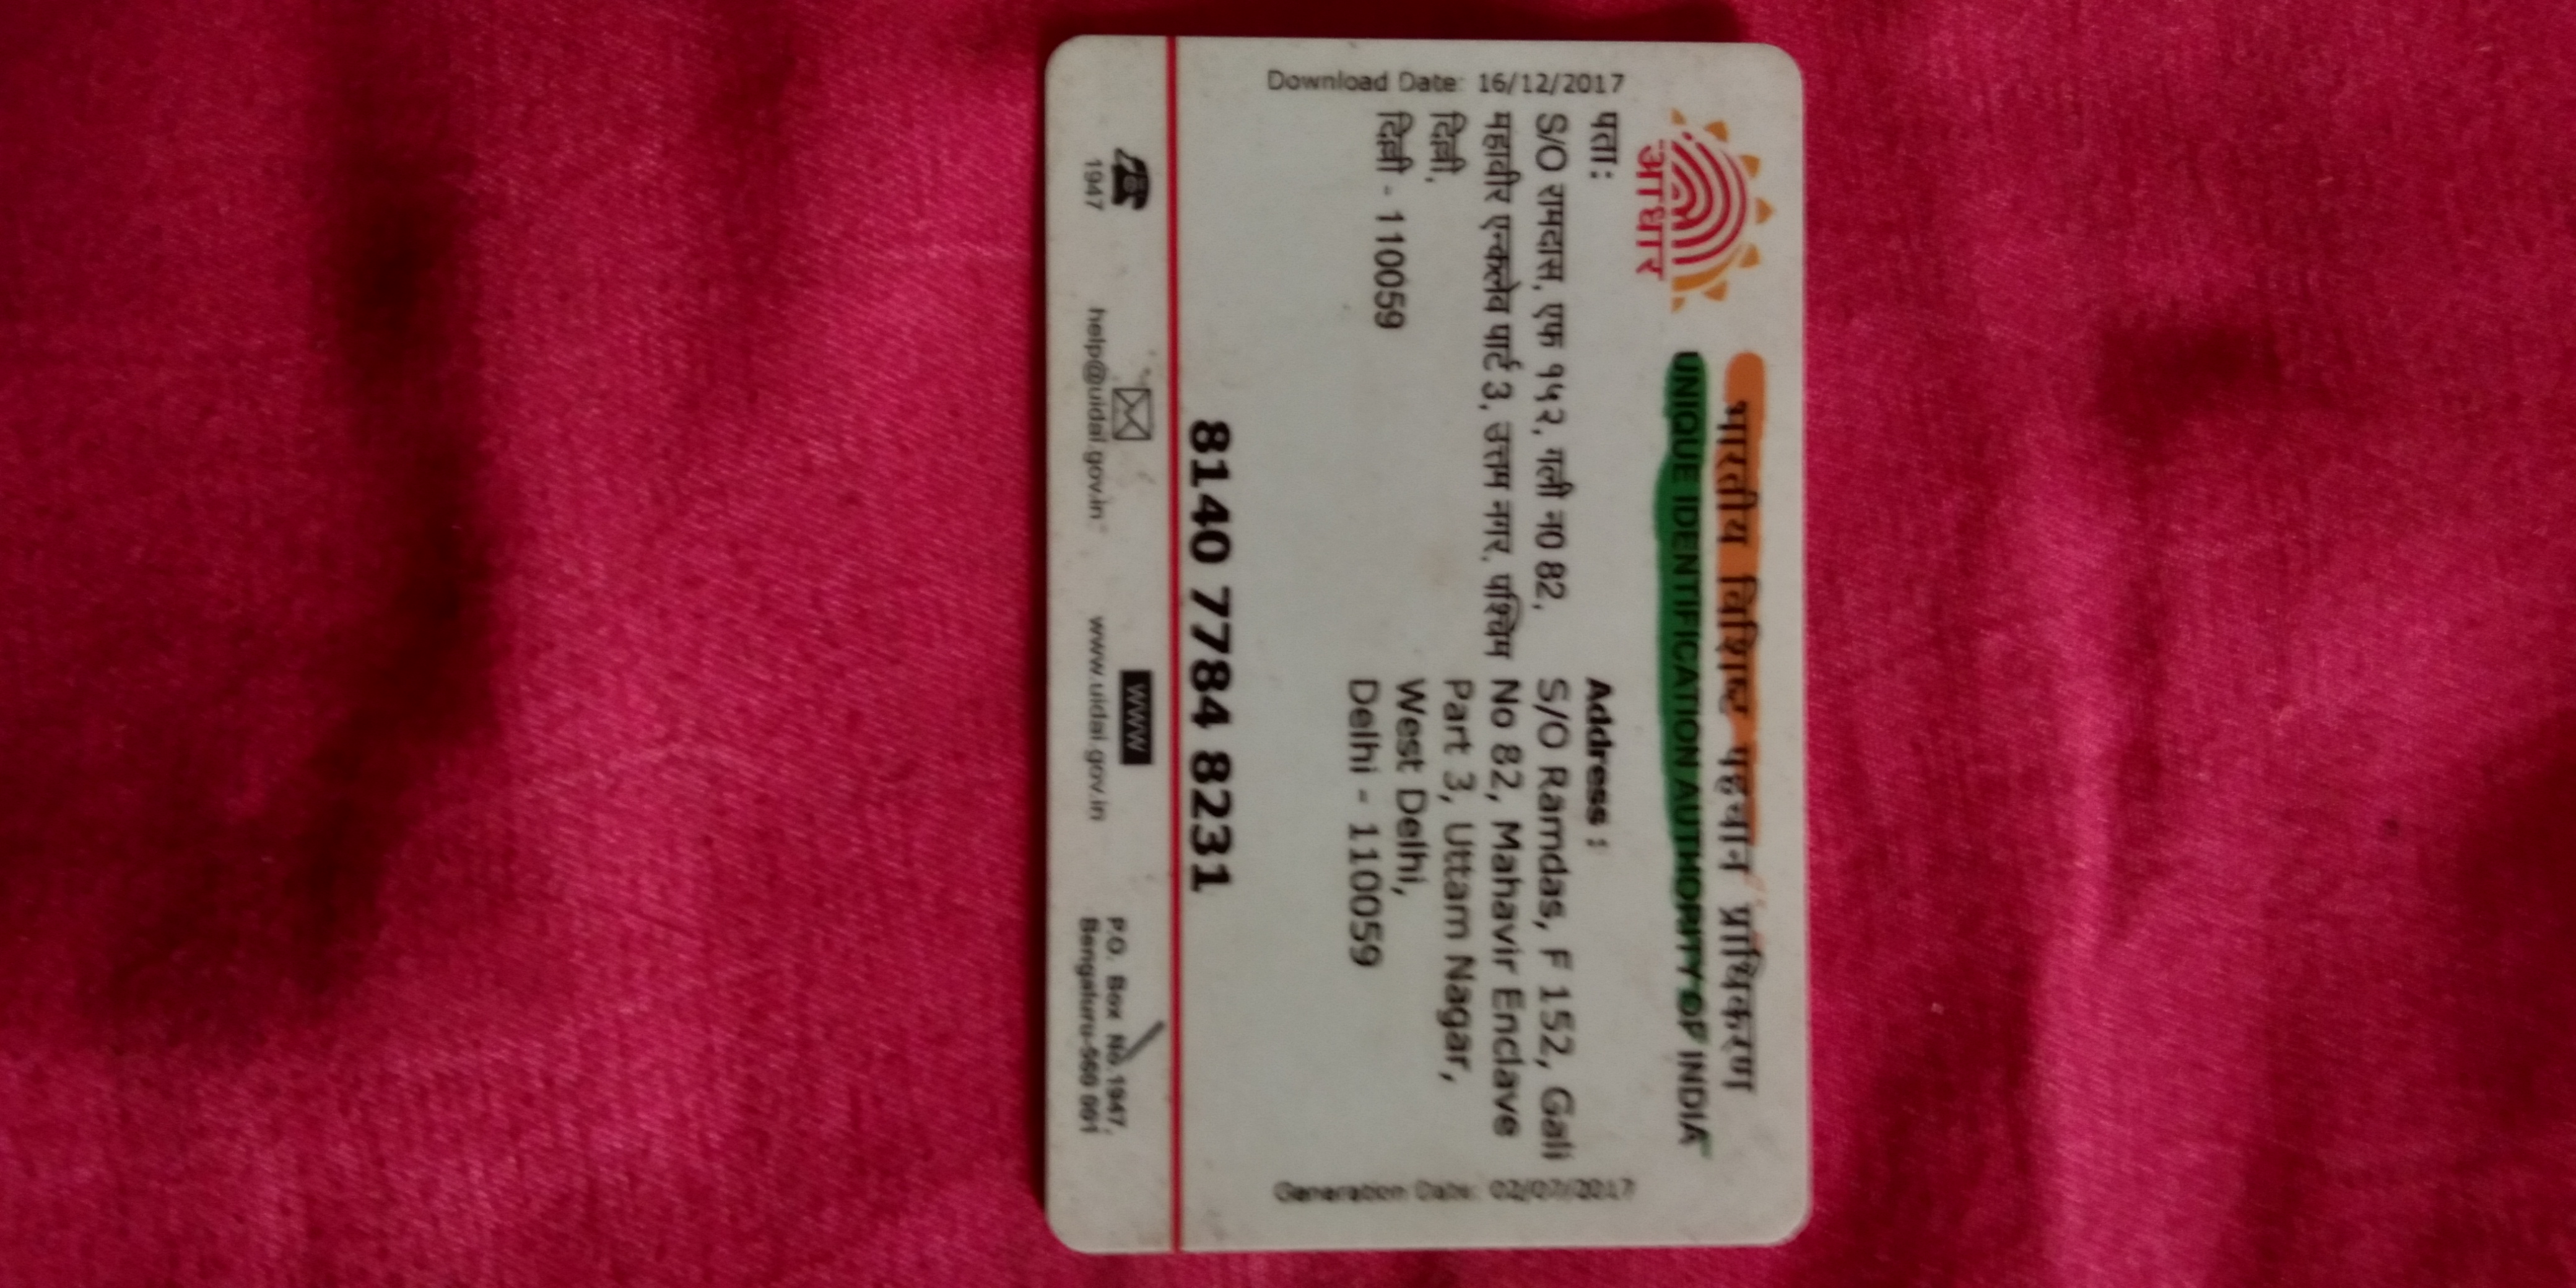 भारतीय विशिष्ट पहचान प्राधिकरण
UNIQUE IDENTIFICATION AUTHORITY OF INDIA
आधार
Download Date: 16/12/2017
पता:
S/O रामदास, एफ १५२, गली न0 82,
महावीर एन्कलेव पार्ट 3, उत्तम नगर, पश्चिम
दिल्ली,
दिल्ली - 110059
Address :
S/O Ramdas, F 152, Gali
No 82, Mahavir Enclave
Part 3, Uttam Nagar,
West Delhi,
Delhi - 110059
Generation Date: 02/07/2017
8140 7784 8231
1947
help@uidai.gov.in
WWW
www.uidai.gov.in
P.O. Box No.1947,
Bengaluru-560 001